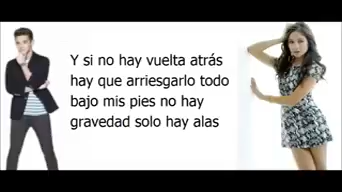 Y si no hay vuelta atrás
hay que arriesgarlo todo
bajo mis pies no hay
gravedad solo hay alas